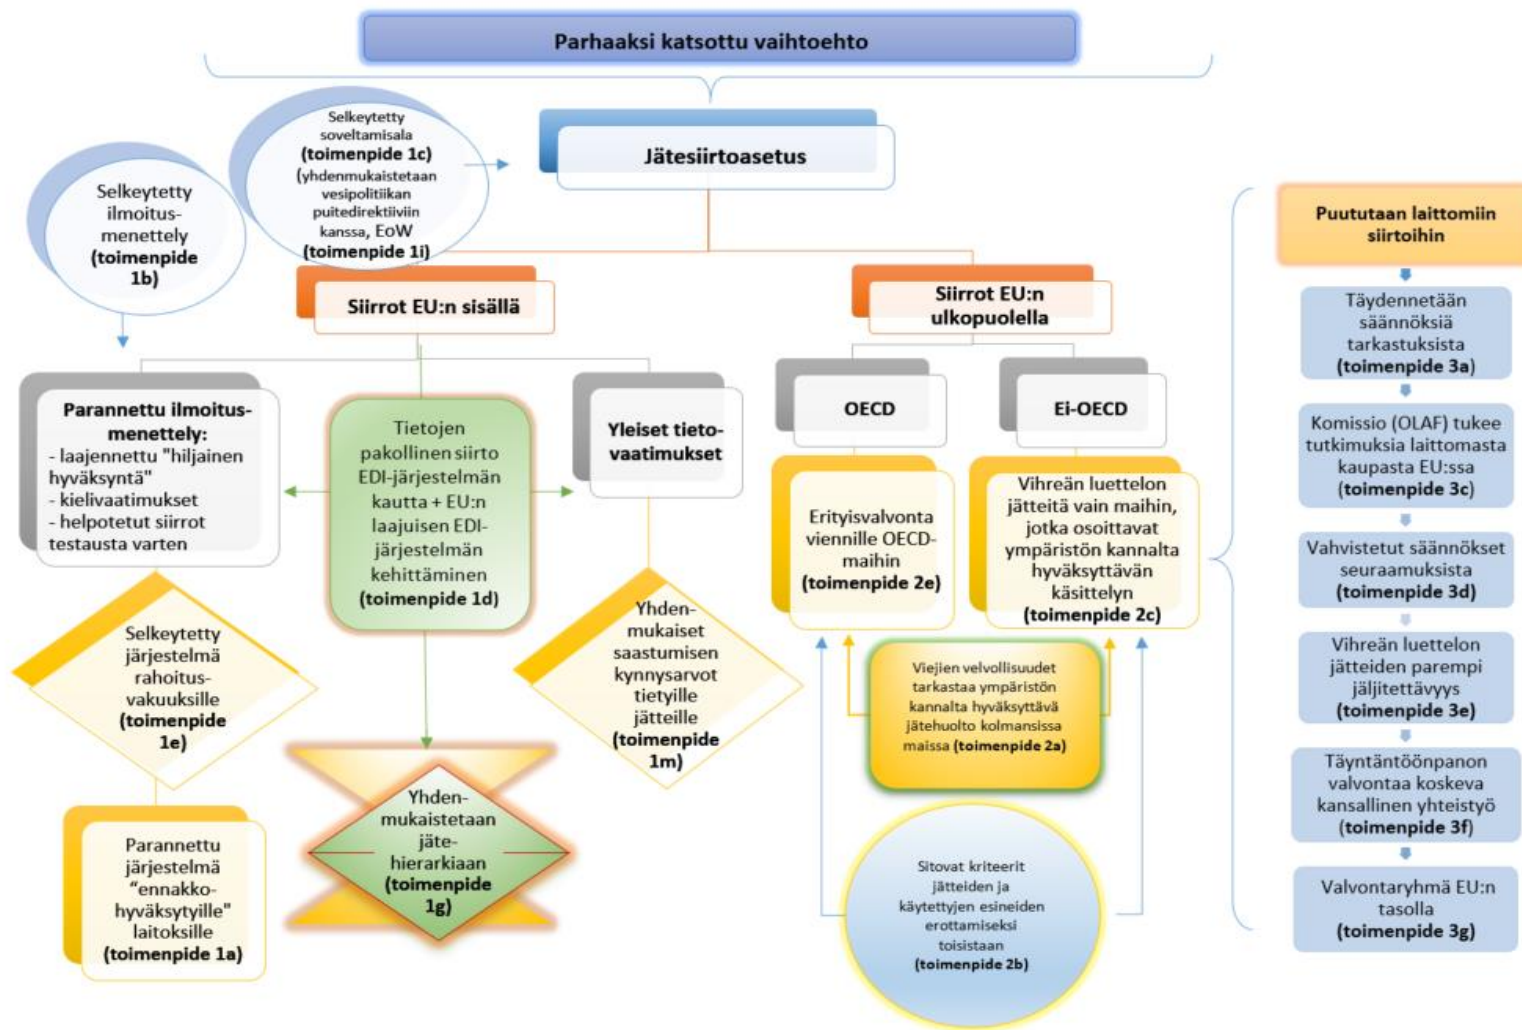 Parhaaksi katsottu vaihtoehto
Selkeytetty
soveltamisala
(toimenpide 1c)
(yhdenmukaistetaan
vesipolitiikan
puitedirektiiviin
kanssa, EoW
(toimenpide 1i)
Jätesiirtoasetus
Selkeytetty
ilmoitus-
menettely
(toimenpide
1b)
Siirrot EU:n sisällä
Siirrot EU:n
ulkopuolella
Parannettu ilmoitus-
menettely:
- laajennettu "hiljainen
hyväksyntä"
- kielivaatimukset
- helpotetut siirrot
testausta varten
Tietojen
pakollinen siirto
EDI-järjestelmän
kautta + EU:n
laajuisen EDI-
järjestelmän
kehittäminen
(toimenpide 1d)
Yleiset tieto-
vaatimukset
OECD
Ei-OECD
Erityisvalvonta
viennille OECD-
maihin
(toimenpide 2e)
Vihreän luettelon
jätteitä vain maihin,
jotka osoittavat
ympäristön kannalta
hyväksyttävän
käsittelyn
(toimenpide 2c)
Selkeytetty
järjestelmä
rahoitus-
vakuuksille
(toimenpide
1e)
Yhden-
mukaiset
saastumisen
kynnysarvot
tietyille
jätteille
(toimenpide
1m)
Viejien velvollisuudet
tarkastaa ympäristön
kannalta hyväksyttävä
jätehuolto kolmansissa
maissa (toimenpide 2a)
Parannettu
järjestelmä
“ennakko-
hyväksytyille"
laitoksille
(toimenpide 1a)
Yhden-
mukaistetaan
jäte-
hierarkiaan
(toimenpide
1g)
Sitovat kriteerit
jätteiden ja
käytettyjen esineiden
erottamiseksi
toisistaan
(toimenpide 2b)
Puututaan laittomiin
siirtoihin
Täydennetään
säännöksiä
tarkastuksista
(toimenpide 3a)
Komissio (OLAF) tukee
tutkimuksia laittomasta
kaupasta EU:ssa
(toimenpide 3c)
Vahvistetut säännökset
seuraamuksista
(toimenpide 3d)
Vihreän luettelon
jätteiden parempi
jäljitettävyys
(toimenpide 3e)
Täyntäntöönpanon
valvontaa koskeva
kansallinen yhteistyö
(toimenpide 3f)
Valvontaryhmä EU:n
tasolla
(toimenpide 3g)